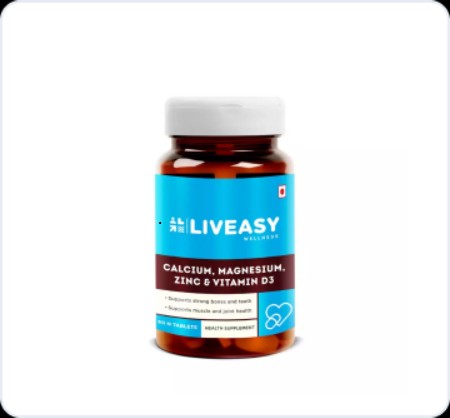 LIVEASY
WELLNESS
CALCIUM, MAGNESIUM,
ZINC & VITAMIN D3
Supports strong bones and teeth
Supports muscle and joint health
TABLETS
HEALTH SUPPLEMENT